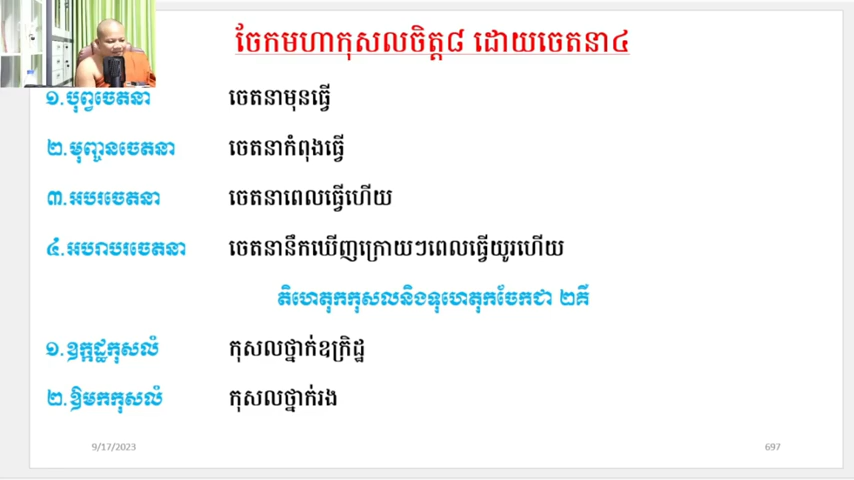 ចែកមហាកុសលចិត្ត៨ ដោយចេតនា៤
១.បុព្វចេតនា ចេតនាមុនធ្វើ
២.មុញ្ចនចេតនា ចេតនាកំពុងធ្វើ
៣.អបរចេតនា ចេតនាពេលធ្វើហើយ
៤.អបរាបរចេតនា ចេតនានឹកឃើញក្រោយៗពេលធ្វើយូរហើយ
តិហេតុកកុសលនិងទុហេតុកចែកជា ២គឺ
១.ឧក្កដ្ឋកុសលំ កុសលថ្នាក់ឧក្រិដ្ឋ
២.ឱមកកុសលំ កុសលថ្នាក់រង
9/17/2023 697